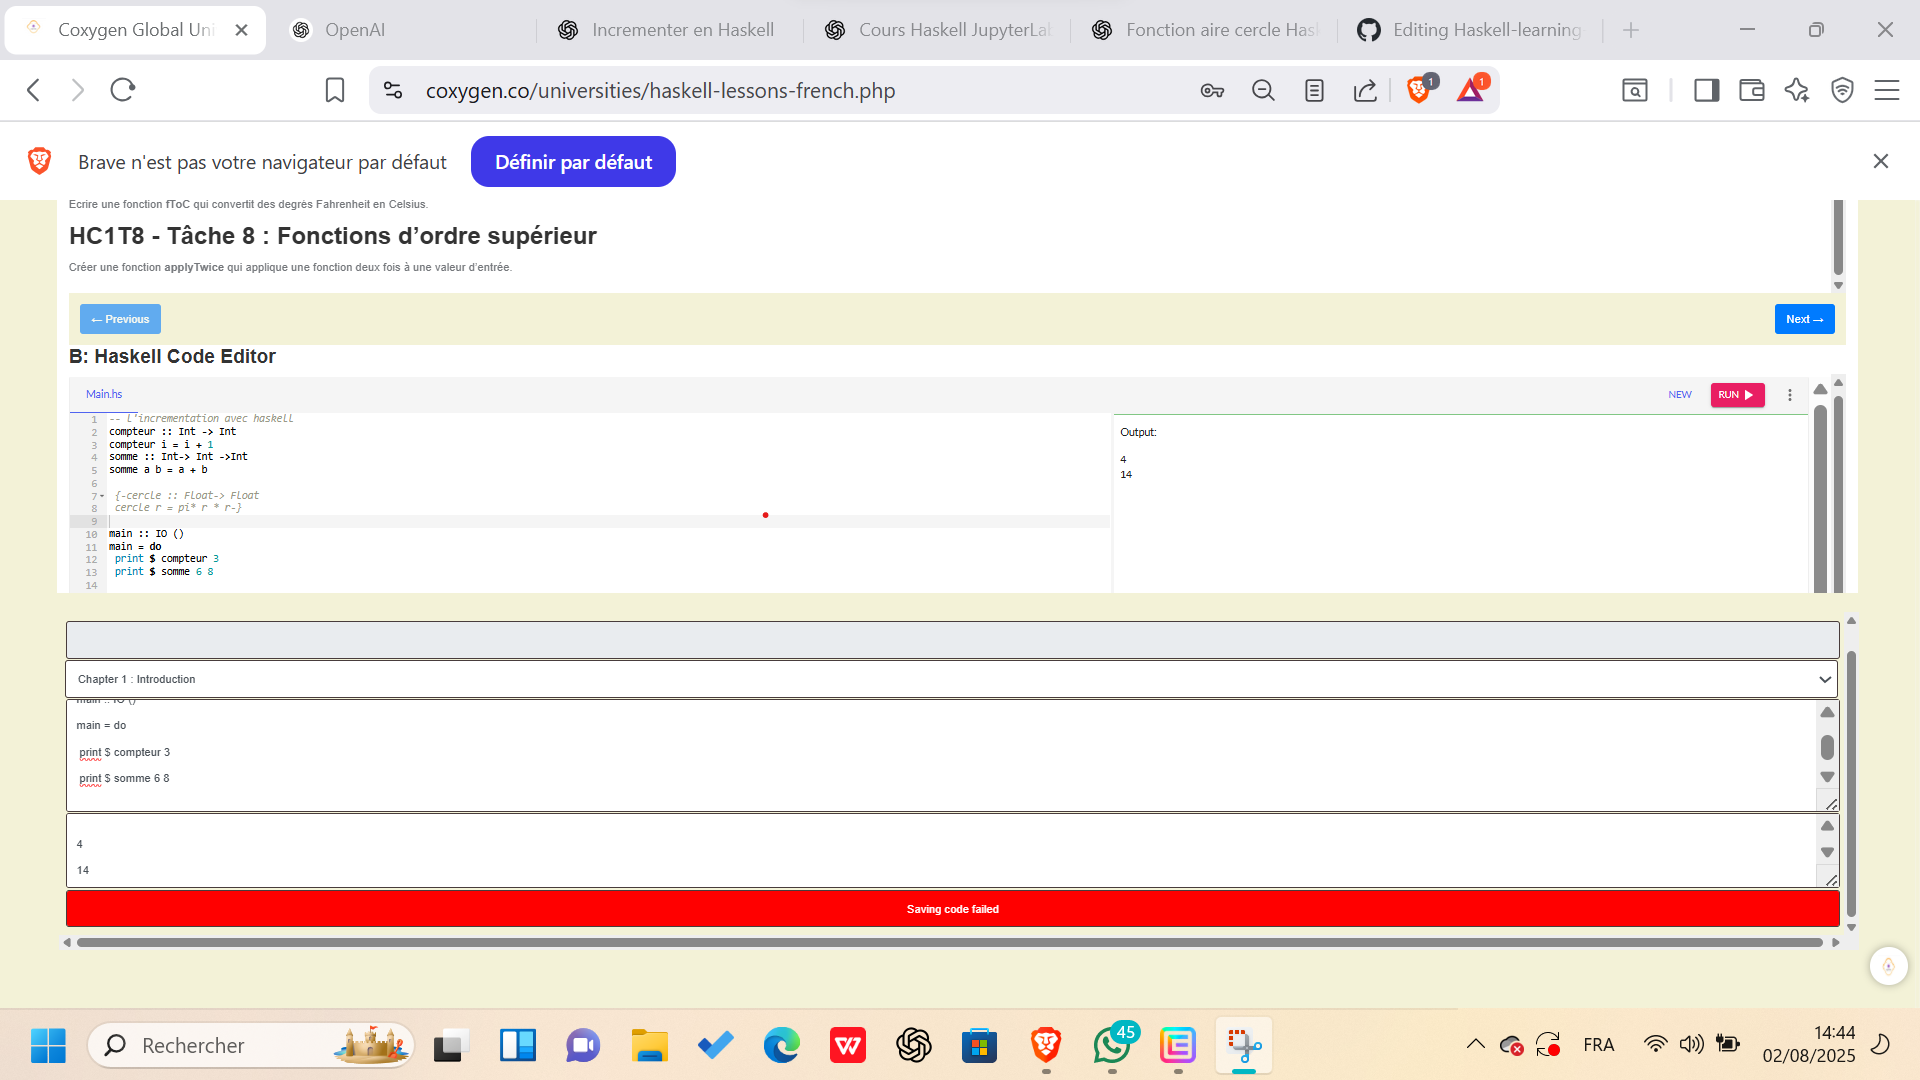 Coxygen Global Uni
OpenAI
Incrementer en Haskell
Cours Haskell JupyterLab
Fonction aire cercle Hask
Editing Haskell-learning
coxygen.co/universities/haskell-lessons-french.php
1
1
Brave n'est pas votre navigateur par défaut
Définir par défaut
Ecrire une fonction fToC qui convertit des degrès Fahrenheit en Celsius.
HC1T8 - Tâche 8 : Fonctions d’ordre supérieur
Créer une fonction applyTwice qui applique une fonction deux fois à une valeur d’entrée.
← Previous
Next →
B: Haskell Code Editor
Main.hs
NEW
RUN
1 -- l'incrementation avec haskell
2 compteur :: Int -> Int
3 compteur i = i + 1
4 somme :: Int-> Int ->Int
5 somme a b = a + b
6
7 {-cercle :: Float-> Float
8 cercle r = pi* r * r-}
9
10 main :: IO ()
11 main = do
12 print $ compteur 3
13 print $ somme 6 8
14
Output:
4
14
Chapter 1 : Introduction
main :: IO ()
main = do
print $ compteur 3
print $ somme 6 8
4
14
Saving code failed
Rechercher
45
FRA
14:44
02/08/2025